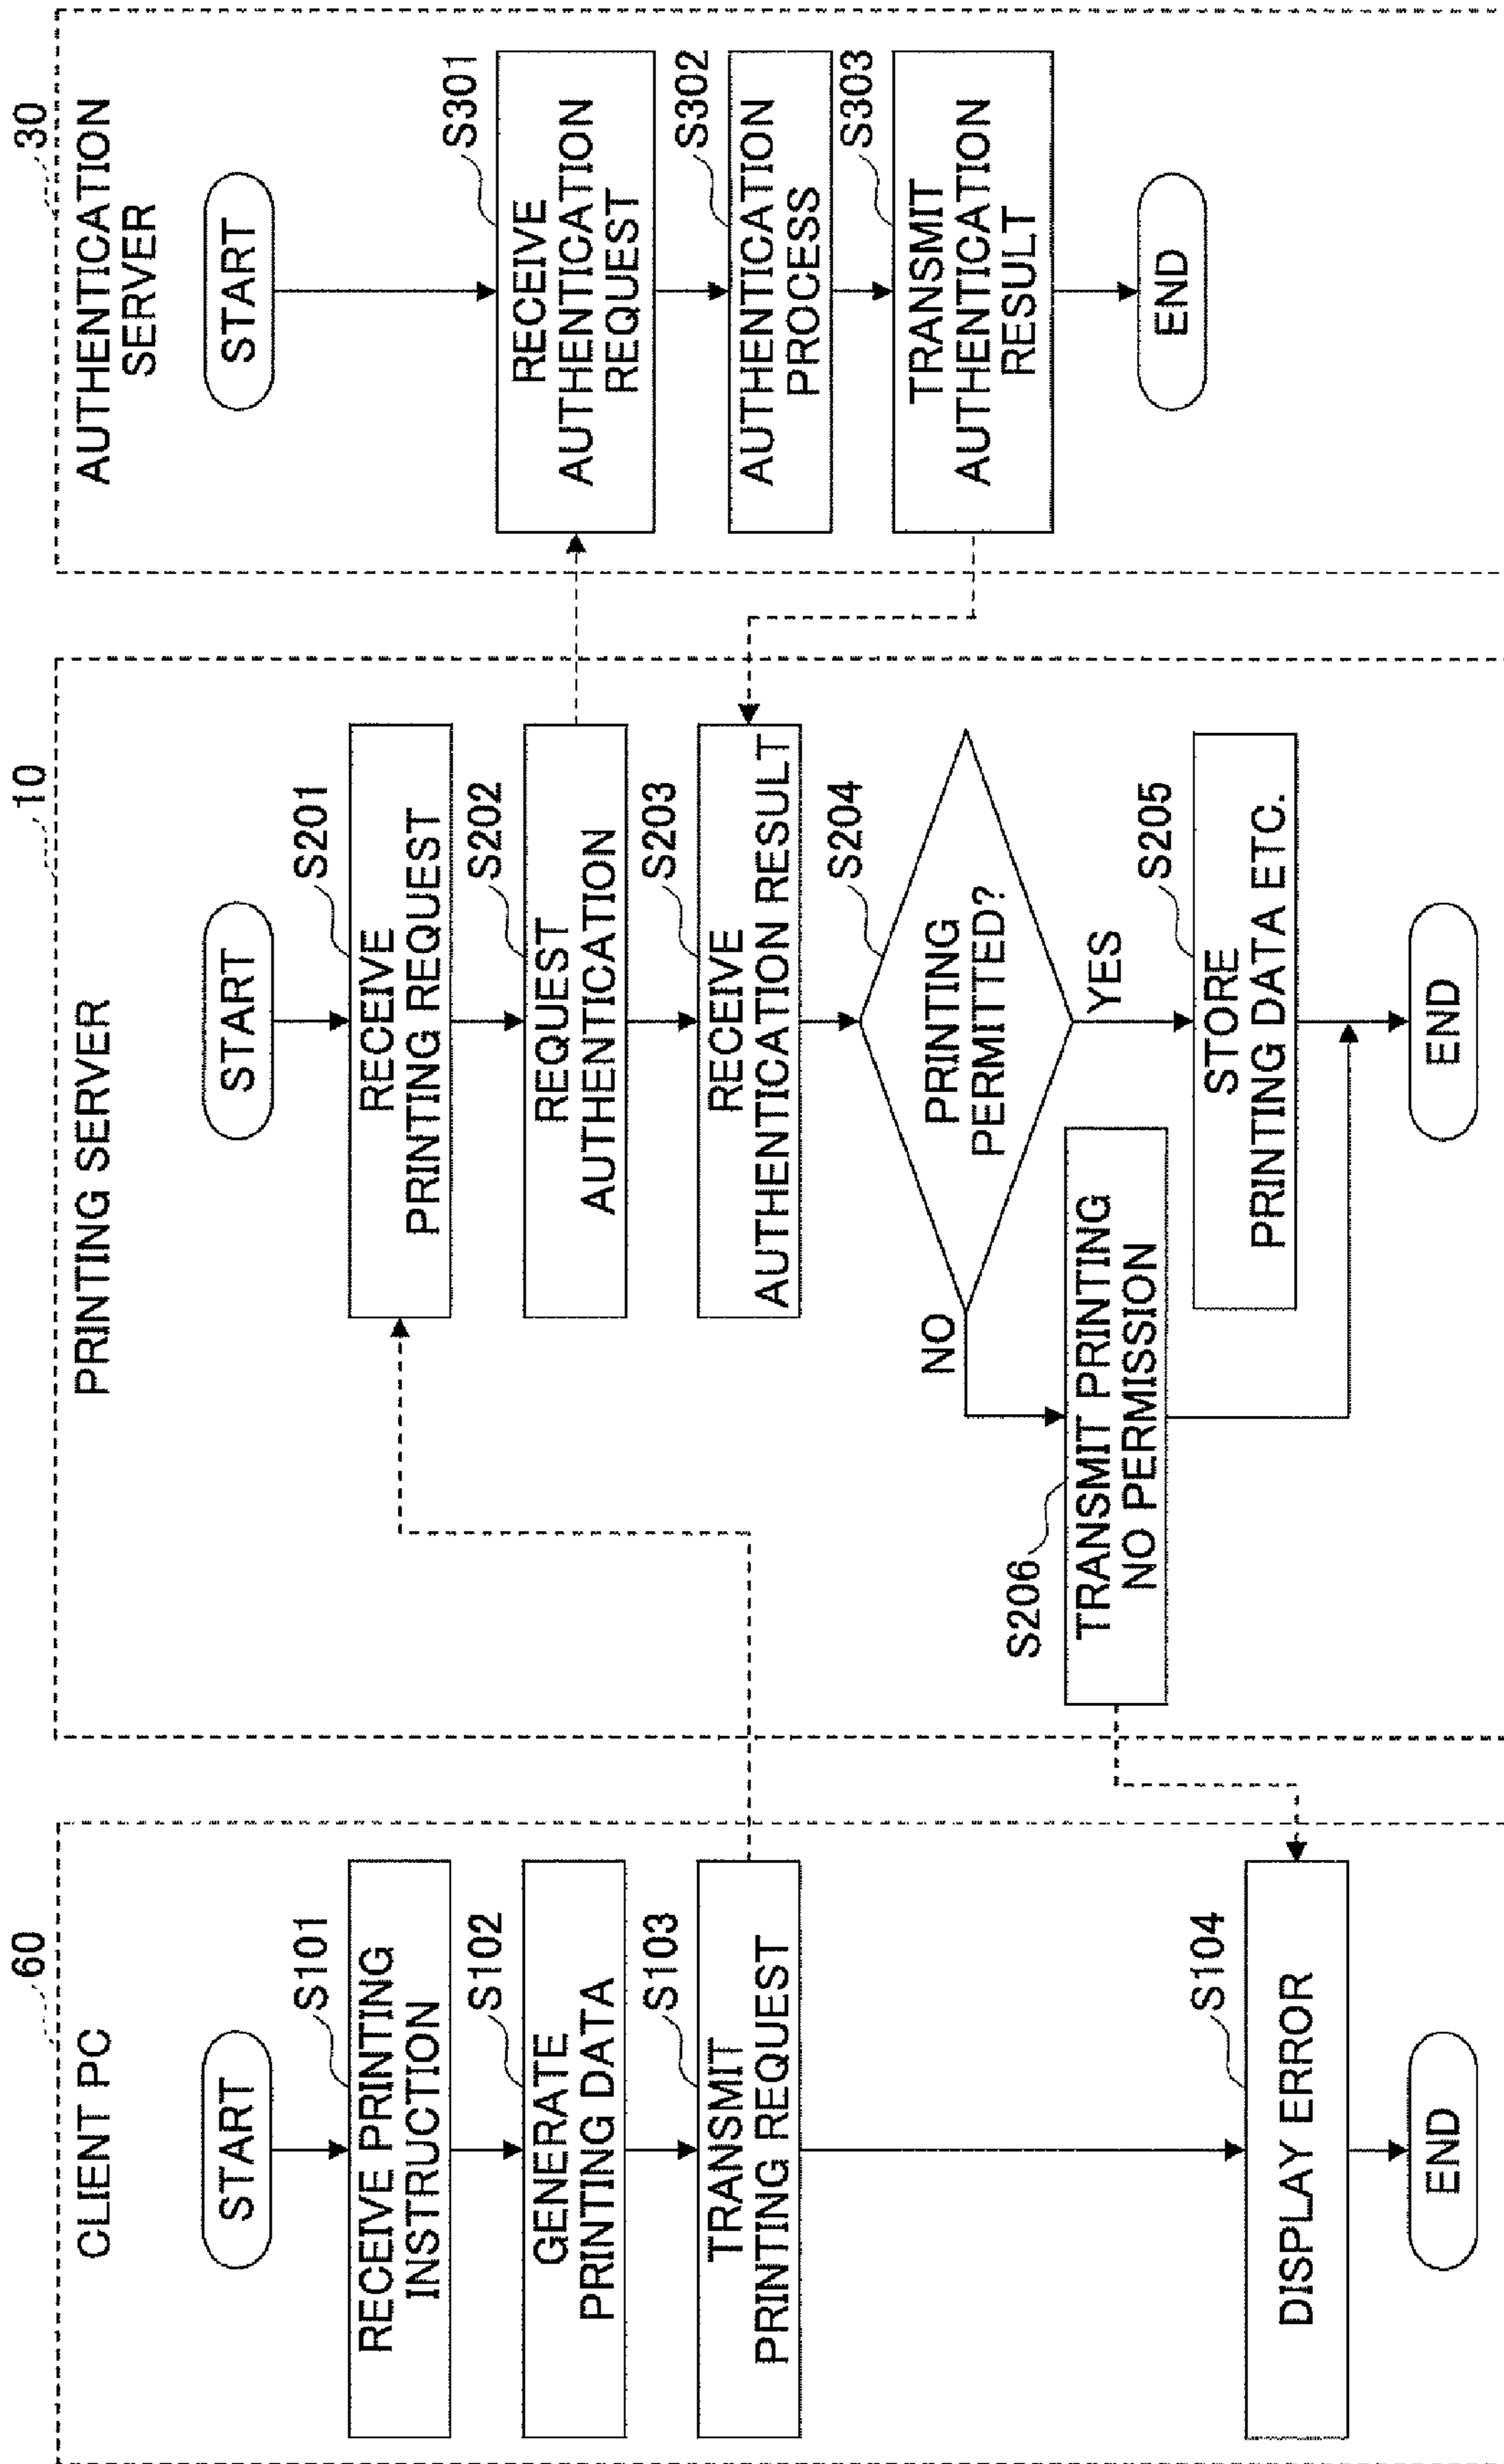 60
CLIENT PC
START
S101
RECEIVE PRINTING
INSTRUCTION
S102
GENERATE
PRINTING DATA
S103
TRANSMIT
PRINTING REQUEST
S104
DISPLAY ERROR
END
10
PRINTING SERVER
START
S201
RECEIVE
PRINTING REQUEST
S202
REQUEST
AUTHENTICATION
S203
RECEIVE
AUTHENTICATION RESULT
S204
PRINTING
PERMITTED?
NO
YES
S206
TRANSMIT PRINTING
NO PERMISSION
S205
STORE
PRINTING DATA ETC.
END
30
AUTHENTICATION
SERVER
START
S301
RECEIVE
AUTHENTICATION
REQUEST
S302
AUTHENTICATION
PROCESS
S303
TRANSMIT
AUTHENTICATION
RESULT
END